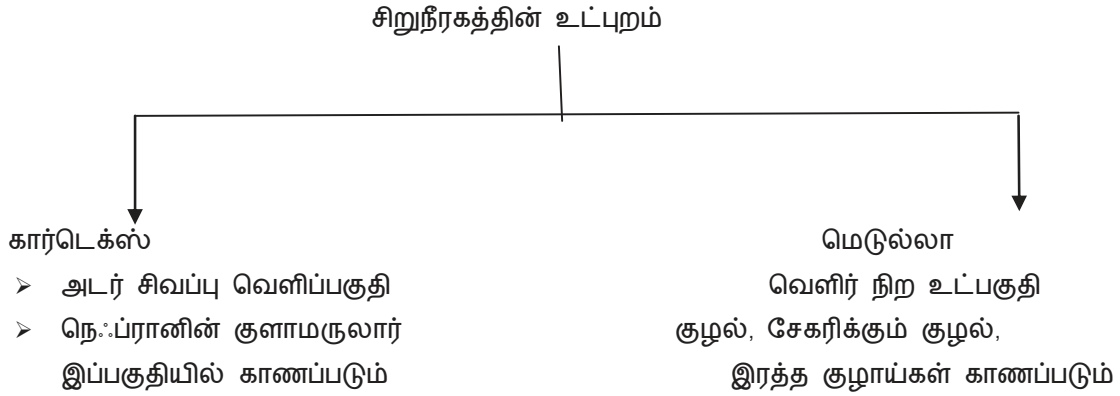 சிறுநீரகத்தின் உட்புறம்
கார்டெக்ஸ்
➢ அடர் சிவப்பு வெளிப்பகுதி
➢ நெஃப்ரானின் குளாமருலார்
இப்பகுதியில் காணப்படும்
மெடுல்லா
வெளிர் நிற உட்பகுதி
குழல், சேகரிக்கும் குழல்,
இரத்த குழாய்கள் காணப்படும்